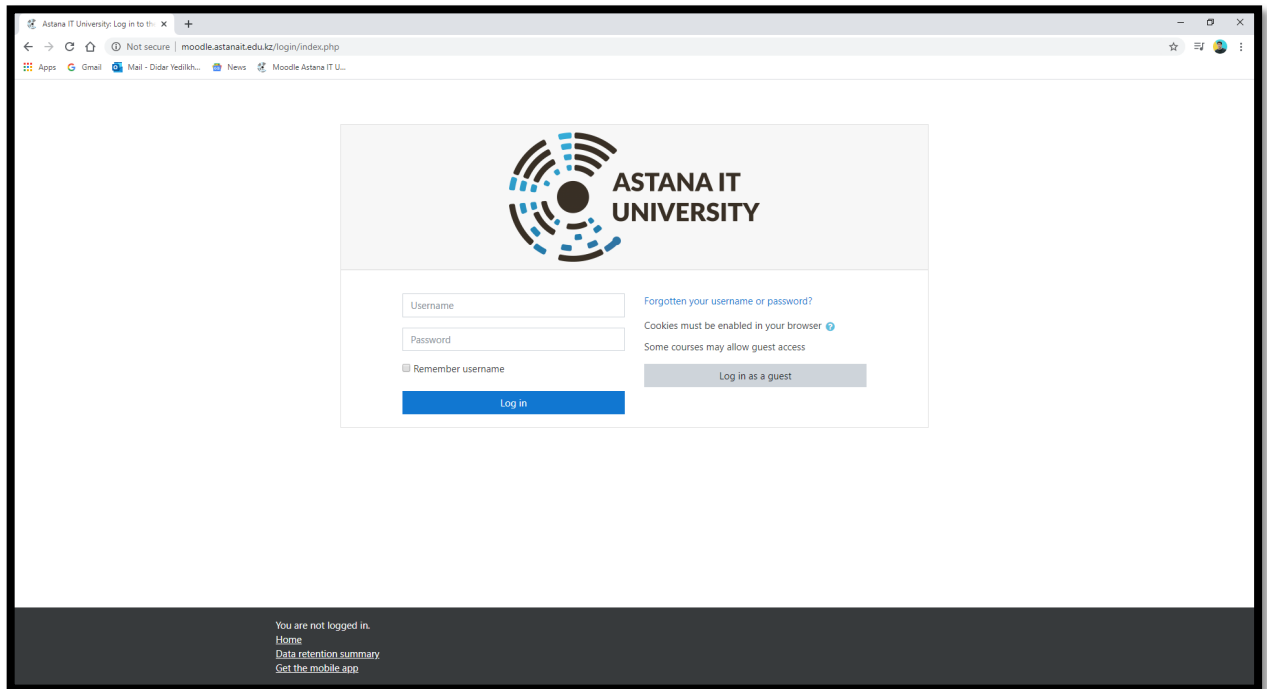 Astana IT University: Log in to th
Not secure | moodle.astanait.edu.kz/login/index.php
Apps Gmail Mail - Didar Yedilkh... News Moodle Astana IT U...
ASTANA IT
UNIVERSITY
Username
Password
Remember username
Log in
Forgotten your username or password?
Cookies must be enabled in your browser
Some courses may allow guest access
Log in as a guest
You are not logged in.
Home
Data retention summary
Get the mobile app